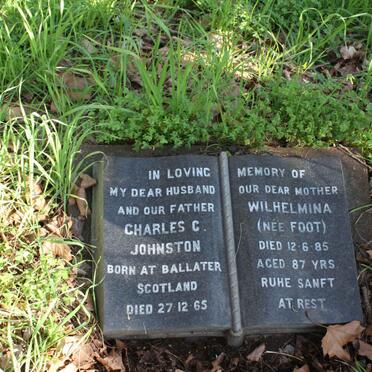 IN LOVING
MY DEAR HUSBAND
AND OUR FATHER
CHARLES C.
JOHNSTON
BORN AT BALLATER
SCOTLAND
DIED 27·12·65
MEMORY OF
OUR DEAR MOTHER
WILHELMINA
(NÉE FOOT)
DIED 12·6·85
AGED 87 YRS
RUHE SANFT
AT REST